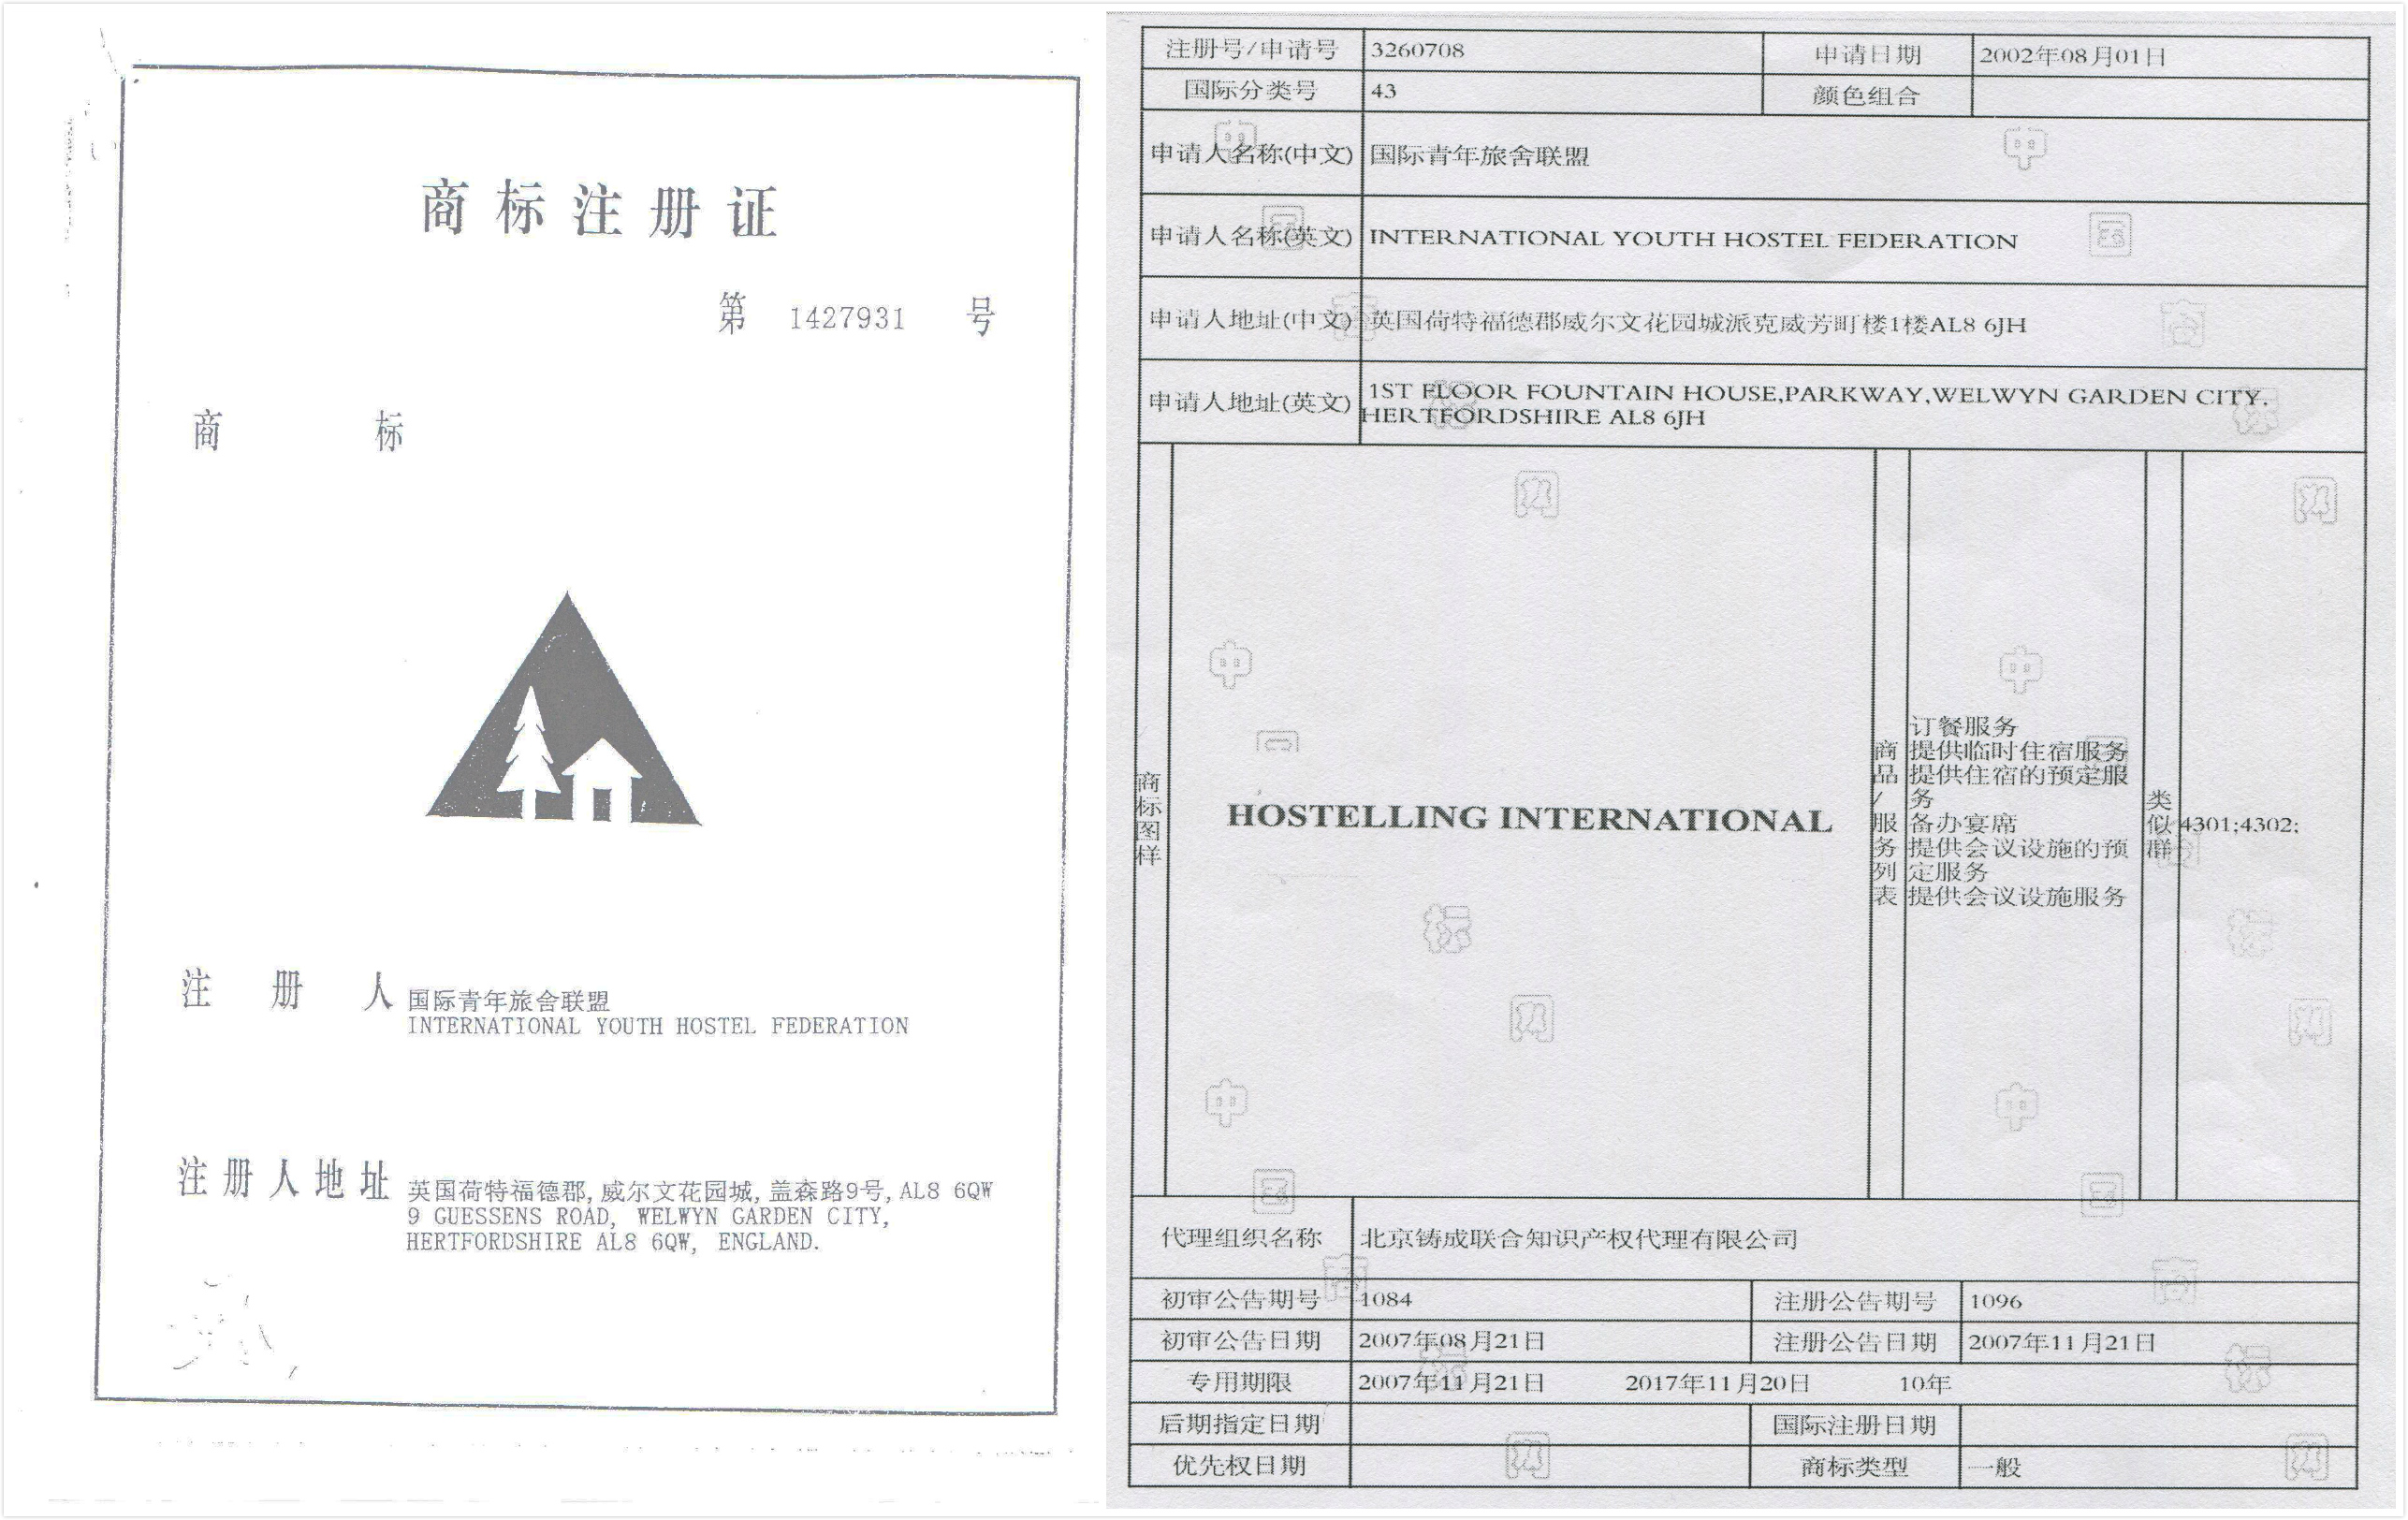 商标注册证
第 1427931 号
商 标
注 册 人 国际青年旅舍联盟
INTERNATIONAL YOUTH HOSTEL FEDERATION
注册人地址 英国荷特福德郡,威尔文花园城,盖森路9号,AL8 6QW
9 GUESSENS ROAD, WELWYN GARDEN CITY,
HERTFORDSHIRE AL8 6QW, ENGLAND.
注册号/申请号 3260708 申请日期 2002年08月01日
国际分类号 43 颜色组合
申请人名称(中文) 国际青年旅舍联盟
申请人名称(英文) INTERNATIONAL YOUTH HOSTEL FEDERATION
申请人地址(中文) 英国荷特福德郡威尔文花园城派克威芳町楼1楼AL8 6JH
申请人地址(英文) 1ST FLOOR FOUNTAIN HOUSE,PARKWAY,WELWYN GARDEN CITY,
HERTFORDSHIRE AL8 6JH
商标图样
HOSTELLING INTERNATIONAL
商品/服务列表
订餐服务
提供临时住宿服务
提供住宿的预定服
务
备办宴席
提供会议设施的预
定服务
提供会议设施服务
类似群
4301;4302;
代理组织名称 北京铸成联合知识产权代理有限公司
初审公告期号 1084 注册公告期号 1096
初审公告日期 2007年08月21日 注册公告日期 2007年11月21日
专用期限 2007年11月21日 2017年11月20日 10年
后期指定日期 国际注册日期
优先权日期 商标类型 一般
中
国
商
标
网